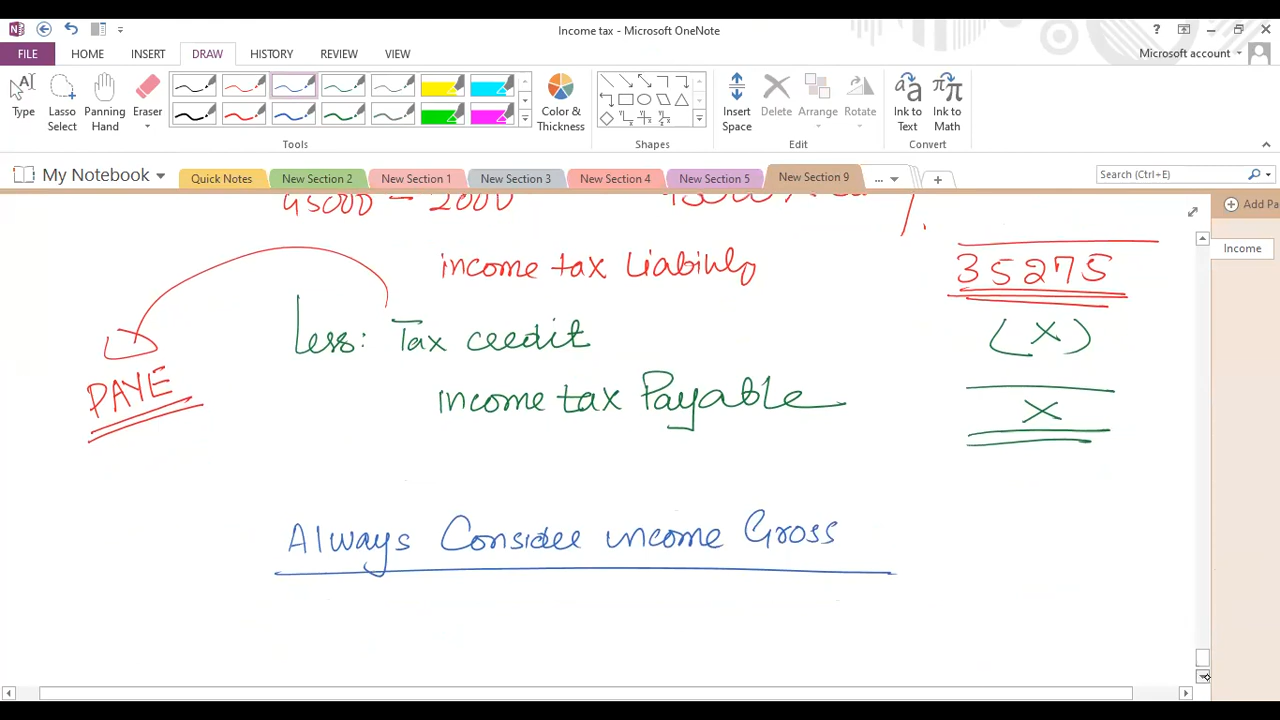 Income tax - Microsoft OneNote
FILE HOME INSERT DRAW HISTORY REVIEW VIEW
Microsoft account
Type Lasso Select Panning Hand Eraser Color & Thickness Insert Space Delete Arrange Rotate Ink to Text Ink to Math
Tools Shapes Edit Convert
My Notebook Quick Notes New Section 2 New Section 1 New Section 3 New Section 4 New Section 5 New Section 9 ... + Search (Ctrl+E)
Add Pa
Income
45000 - 2000
income tax Liability 35275
Less: Tax credit (x)
PAYE
income tax Payable x
Always Consider income Gross